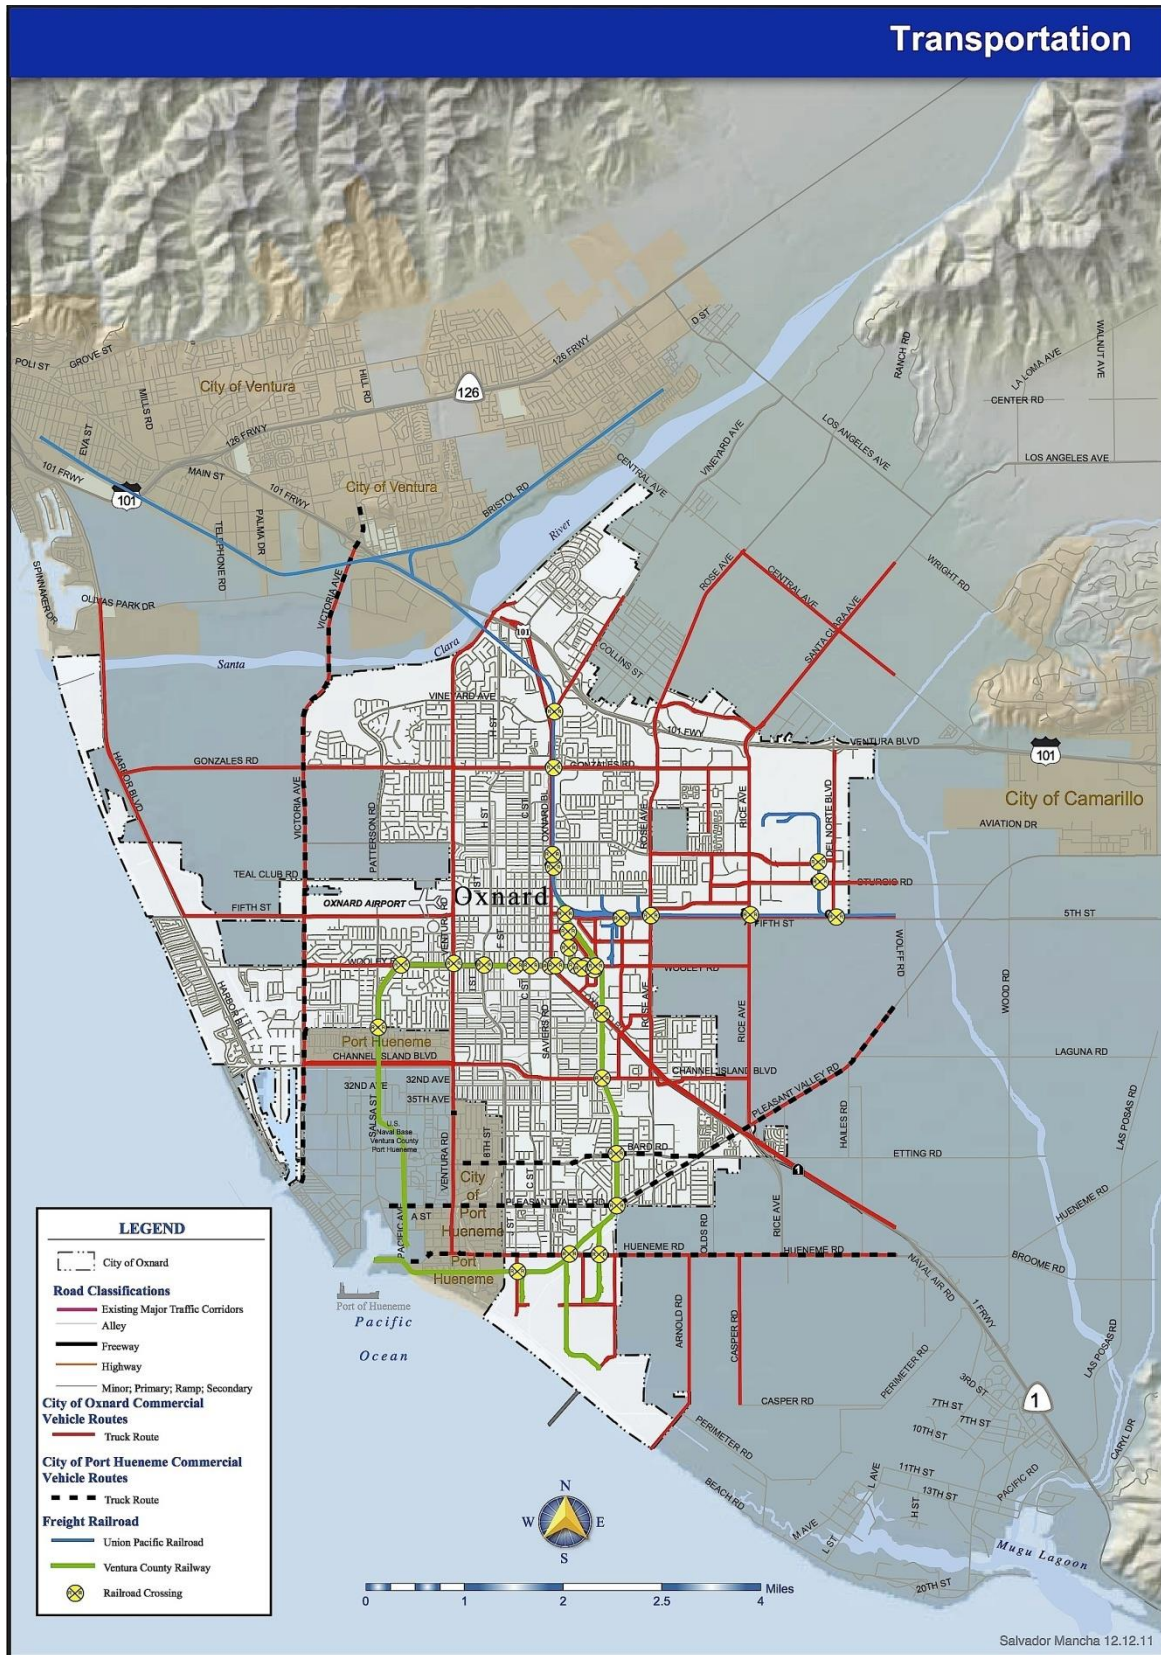 Transportation
POLI ST
GROVE ST
City of Ventura
MILLS RD
HILL RD
126 FRWY
D ST
126
EVA ST
126 FRWY
101 FRWY
MAIN ST
101 FRWY
101
City of Ventura
TELEPHONE RD
PALMA DR
BRISTOL RD
CENTRAL AVE
VINEYARD AVE
LOS ANGELES AVE
RANCH RD
LA LOMA AVE
WALNUT AVE
CENTER RD
LOS ANGELES AVE
SPINNAKER DR
OLIVAS PARK DR
VICTORIA AVE
Santa
Clara
River
101
COLLINS ST
ROSE AVE
CENTRAL AVE
SANTA CLARA AVE
WRIGHT RD
VINEYARD AVE
H ST
101 FWY
VENTURA BLVD
101
City of Camarillo
AVIATION DR
HARBOR BLVD
GONZALES RD
GONZALES RD
VICTORIA AVE
PATTERSON RD
H ST
C ST
OXNARD BL
ROSE AVE
RICE AVE
DEL NORTE BLVD
TEAL CLUB RD
STURGIS RD
FIFTH ST
OXNARD AIRPORT
Oxnard
VENTURA RD
F ST
FIFTH ST
5TH ST
WOLFF RD
WOOD RD
WOOLEY
WOOLEY RD
HARBOR BL
C ST
SAVIERS RD
ROSE AVE
RICE AVE
Port Hueneme
CHANNEL ISLAND BLVD
CHANNEL ISLAND BLVD
LAGUNA RD
32ND AVE
32ND AVE
35TH AVE
SALSA ST
U.S.
Naval Base
Ventura County
Port Hueneme
VENTURA RD
8TH ST
PLEASANT VALLEY RD
HAILES RD
LAS POSAS RD
BARD RD
ETTING RD
1
City
of
Port
Hueneme
C ST
PLEASANT VALLEY RD
PACIFIC AVE
A ST
J ST
OLDS RD
RICE AVE
HUENEME RD
HUENEME RD
HUENEME RD
BROOME RD
Port
Hueneme
Port of Hueneme
Pacific
Ocean
NAVAL AIR RD
1 FRWY
ARNOLD RD
CASPER RD
CASPER RD
PERIMETER RD
PERIMETER RD
BEACH RD
LAS POSAS RD
3RD ST
7TH ST
7TH ST
10TH ST
11TH ST
13TH ST
1
CARYL DR
PACIFIC RD
L AVE
H ST
M AVE
L ST
20TH ST
Mugu Lagoon
LEGEND
City of Oxnard
Road Classifications
Existing Major Traffic Corridors
Alley
Freeway
Highway
Minor; Primary; Ramp; Secondary
City of Oxnard Commercial
Vehicle Routes
Truck Route
City of Port Hueneme Commercial
Vehicle Routes
Truck Route
Freight Railroad
Union Pacific Railroad
Ventura County Railway
Railroad Crossing
N
W
E
S
0 1 2 2.5 4 Miles
Salvador Mancha 12.12.11